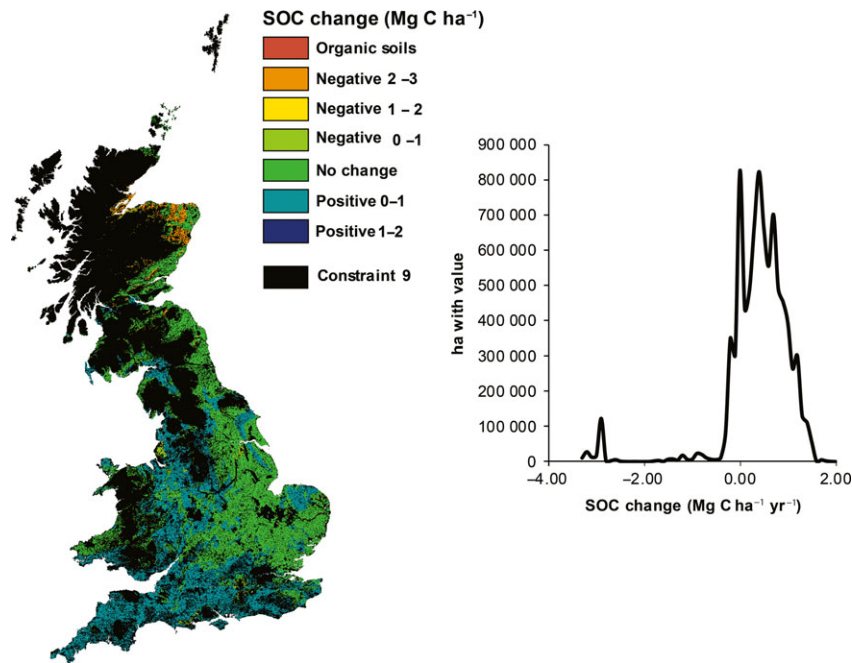 SOC change (Mg C ha⁻¹)
Organic soils
Negative 2 –3
Negative 1 – 2
Negative 0 –1
No change
Positive 0–1
Positive 1–2
Constraint 9
900 000
800 000
700 000
600 000
500 000
400 000
300 000
200 000
100 000
0
ha with value
–4.00
–2.00
0.00
2.00
SOC change (Mg C ha⁻¹ yr⁻¹)